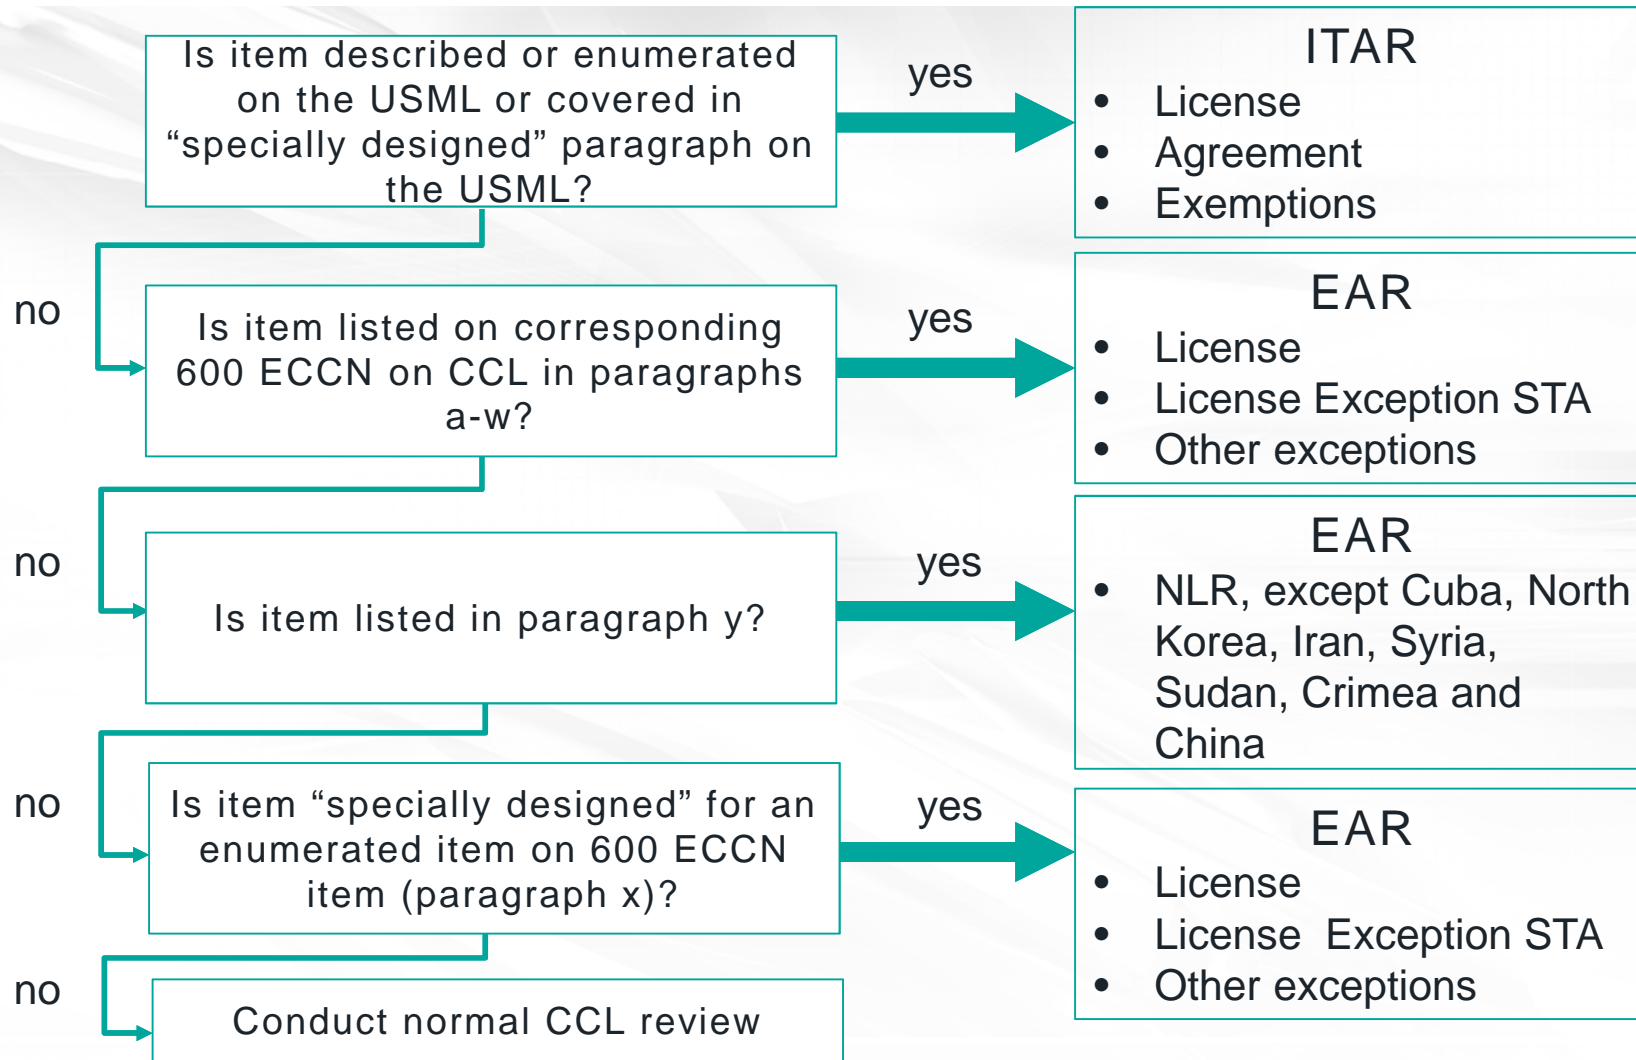 Is item described or enumerated
on the USML or covered in
“specially designed” paragraph on
the USML?
yes
ITAR
• License
• Agreement
• Exemptions
no
Is item listed on corresponding
600 ECCN on CCL in paragraphs
a-w?
yes
EAR
• License
• License Exception STA
• Other exceptions
no
Is item listed in paragraph y?
yes
EAR
• NLR, except Cuba, North
Korea, Iran, Syria,
Sudan, Crimea and
China
no
Is item “specially designed” for an
enumerated item on 600 ECCN
item (paragraph x)?
yes
EAR
• License
• License Exception STA
• Other exceptions
no
Conduct normal CCL review